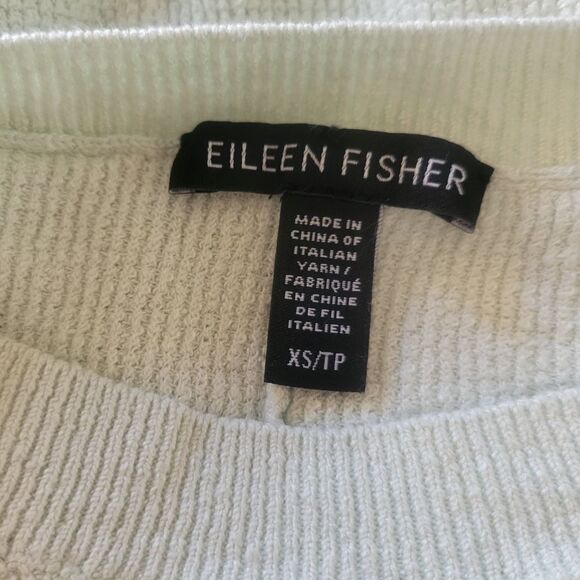 EILEEN FISHER
MADE IN
CHINA OF
ITALIAN
YARN /
FABRIQUÉ
EN CHINE
DE FIL
ITALIEN
XS/TP